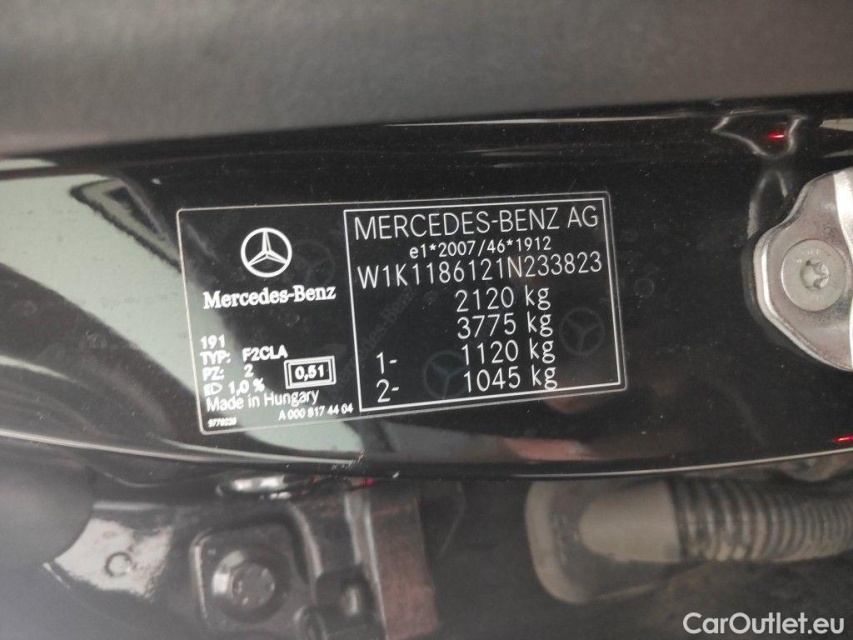 MERCEDES-BENZ AG
e1*2007/46*1912
W1K1186121N233823
2120 kg
3775 kg
1- 1120 kg
2- 1045 kg
Mercedes-Benz
191
TYP: F2CLA
PZ: 2
1,0 % 0,51
Made in Hungary
A 000 817 44 04
CarOutlet.eu